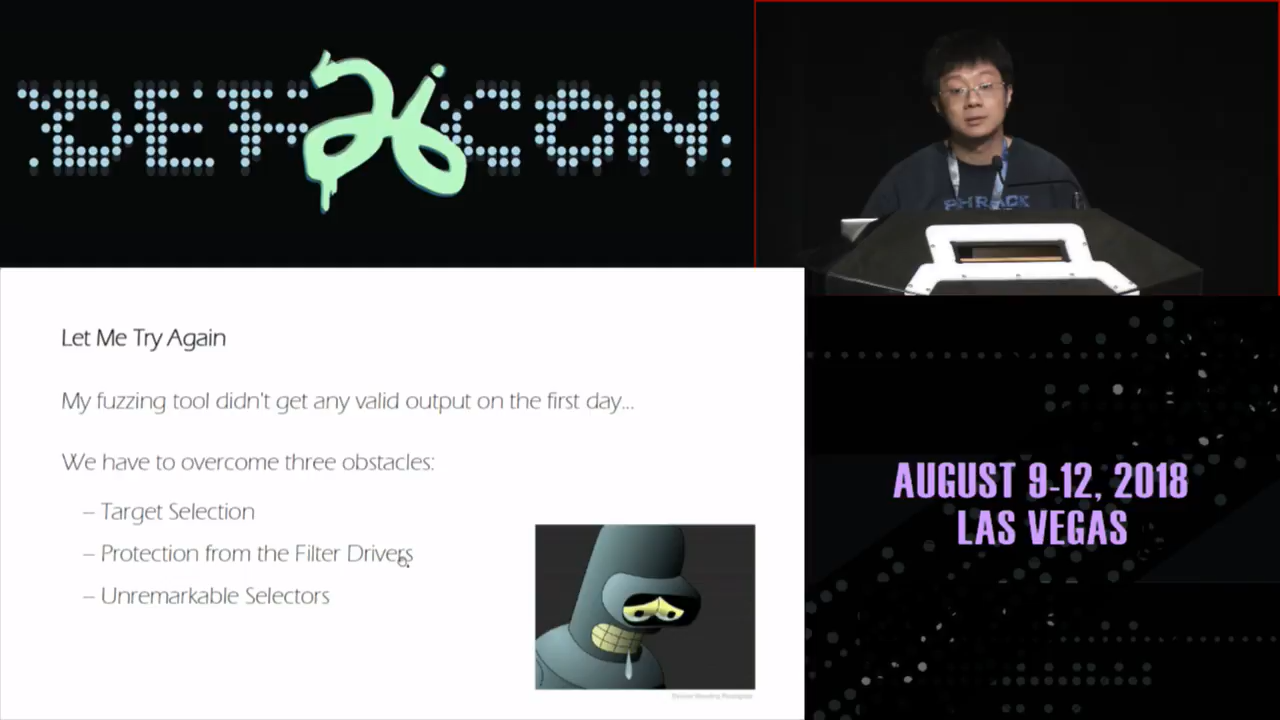 DEF CON
26
PHRACK
Let Me Try Again
My fuzzing tool didn't get any valid output on the first day...
We have to overcome three obstacles:
– Target Selection
– Protection from the Filter Drivers
– Unremarkable Selectors
AUGUST 9-12, 2018
LAS VEGAS